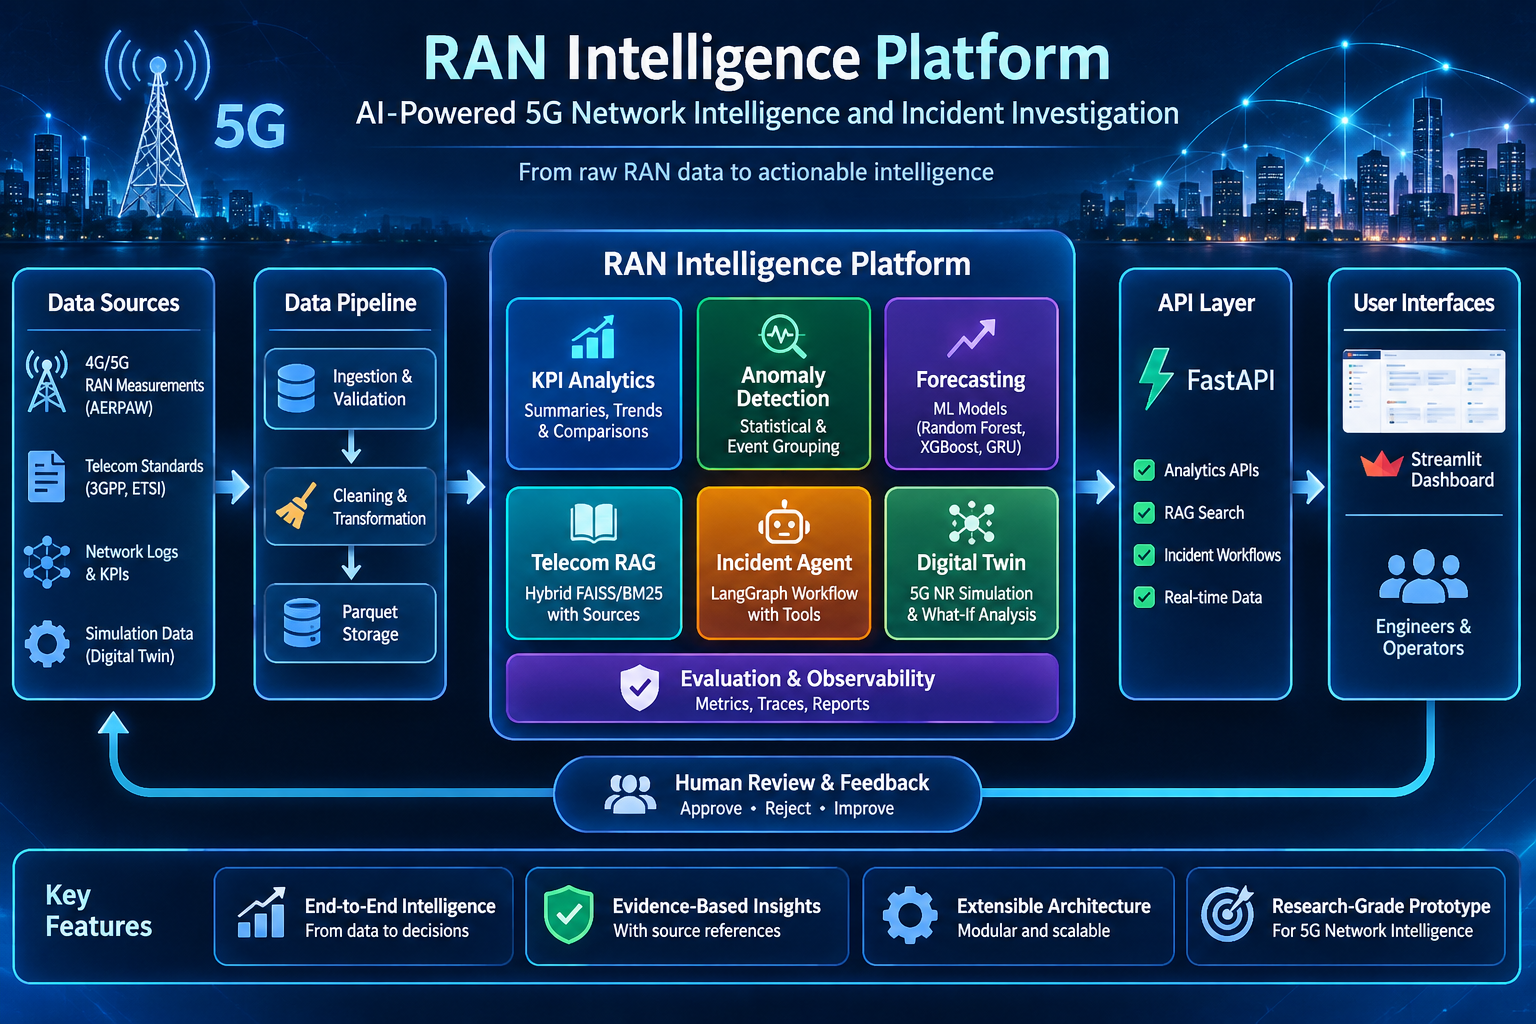 RAN Intelligence Platform
AI-Powered 5G Network Intelligence and Incident Investigation
From raw RAN data to actionable intelligence
5G
Data Sources
4G/5G
RAN Measurements
(AERPAW)
Telecom Standards
(3GPP, ETSI)
Network Logs
& KPIs
Simulation Data
(Digital Twin)
Data Pipeline
Ingestion &
Validation
Cleaning &
Transformation
Parquet
Storage
RAN Intelligence Platform
KPI Analytics
Summaries, Trends
& Comparisons
Anomaly
Detection
Statistical &
Event Grouping
Forecasting
ML Models
(Random Forest,
XGBoost, GRU)
Telecom RAG
Hybrid FAISS/BM25
with Sources
Incident Agent
LangGraph Workflow
with Tools
Digital Twin
5G NR Simulation
& What-If Analysis
Evaluation & Observability
Metrics, Traces, Reports
API Layer
FastAPI
Analytics APIs
RAG Search
Incident Workflows
Real-time Data
User Interfaces
Streamlit
Dashboard
Engineers &
Operators
Human Review & Feedback
Approve • Reject • Improve
Key
Features
End-to-End Intelligence
From data to decisions
Evidence-Based Insights
With source references
Extensible Architecture
Modular and scalable
Research-Grade Prototype
For 5G Network Intelligence